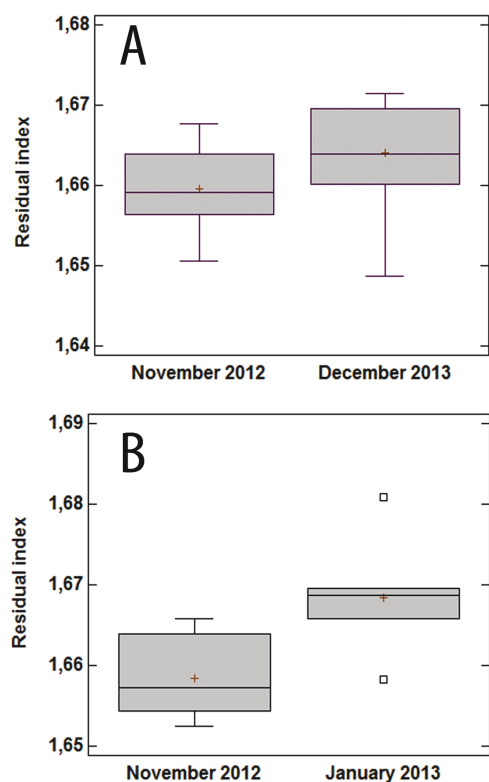 A
1,68
1,67
1,66
1,65
1,64
Residual index
November 2012 December 2013
B
1,69
1,68
1,67
1,66
1,65
Residual index
November 2012 January 2013